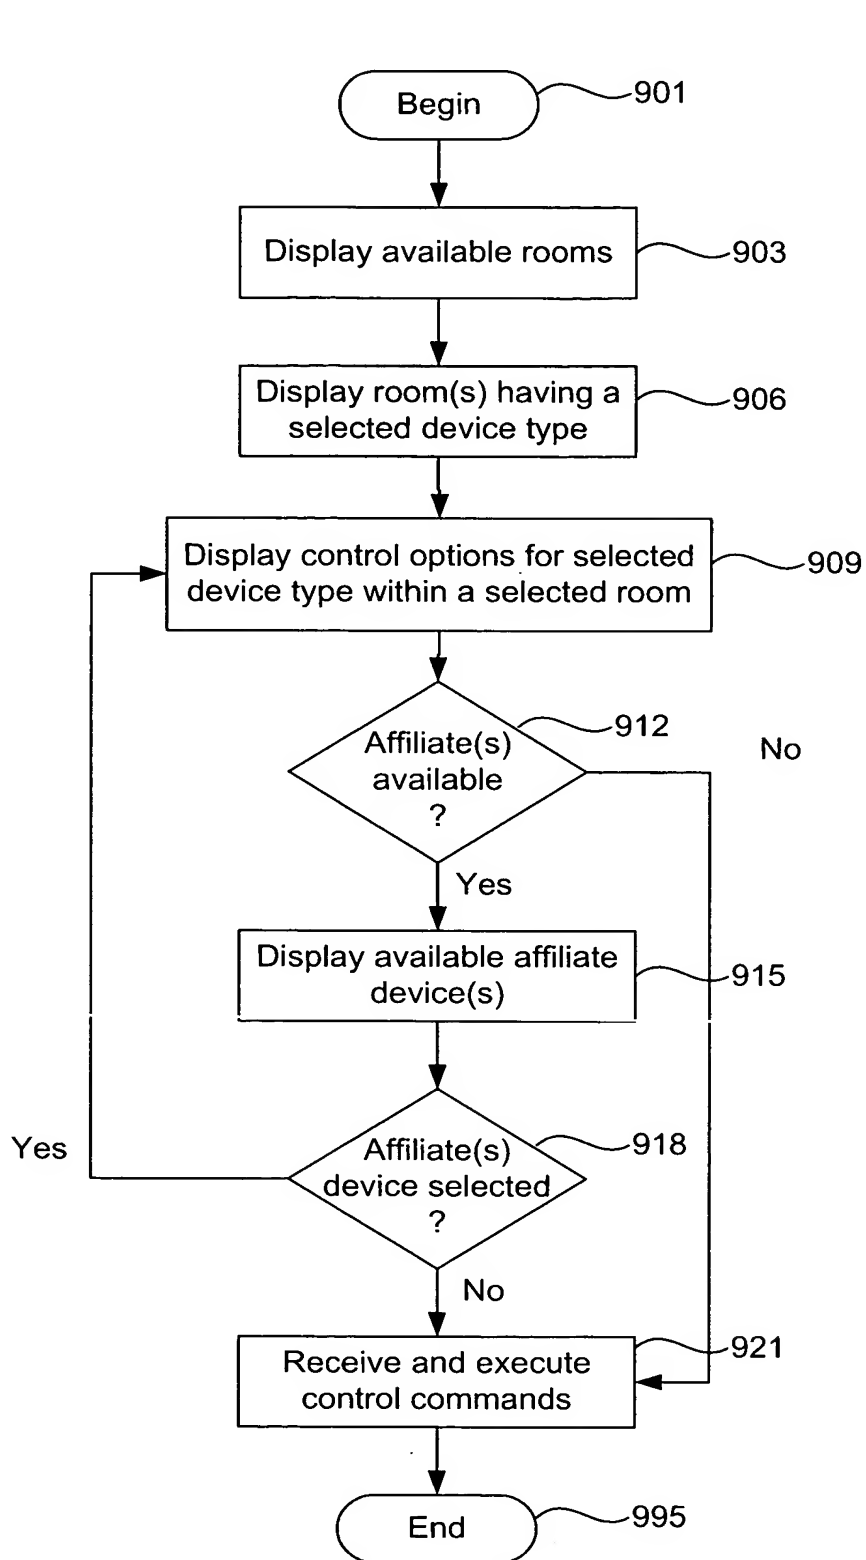 Begin
901
Display available rooms
903
Display room(s) having a
selected device type
906
Display control options for selected
device type within a selected room
909
Affiliate(s)
available
?
912
No
Yes
Display available affiliate
device(s)
915
Affiliate(s)
device selected
?
918
Yes
No
Receive and execute
control commands
921
End
995